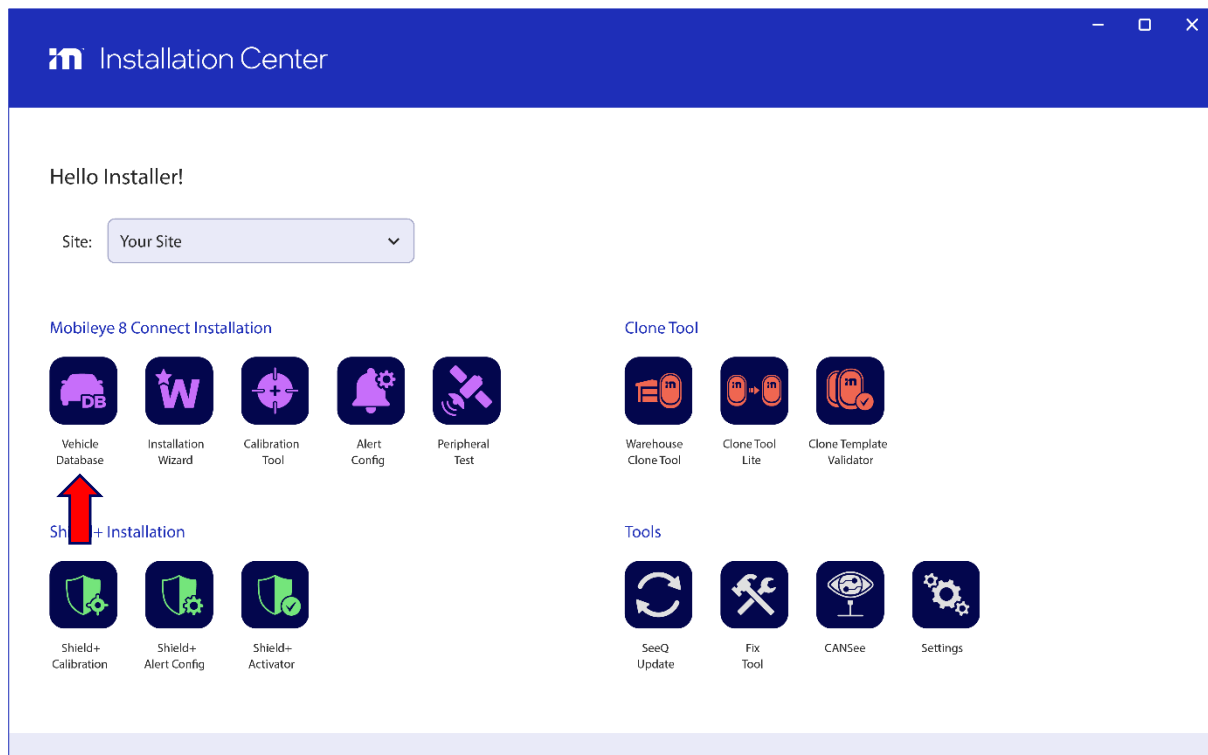 Installation Center
Hello Installer!
Site: Your Site
Mobileye 8 Connect Installation
DB
W
Vehicle
Database
Installation
Wizard
Calibration
Tool
Alert
Config
Peripheral
Test
Clone Tool
Warehouse
Clone Tool
Clone Tool
Lite
Clone Template
Validator
Sh + Installation
Shield+
Calibration
Shield+
Alert Config
Shield+
Activator
Tools
SeeQ
Update
Fix
Tool
CANSee
Settings